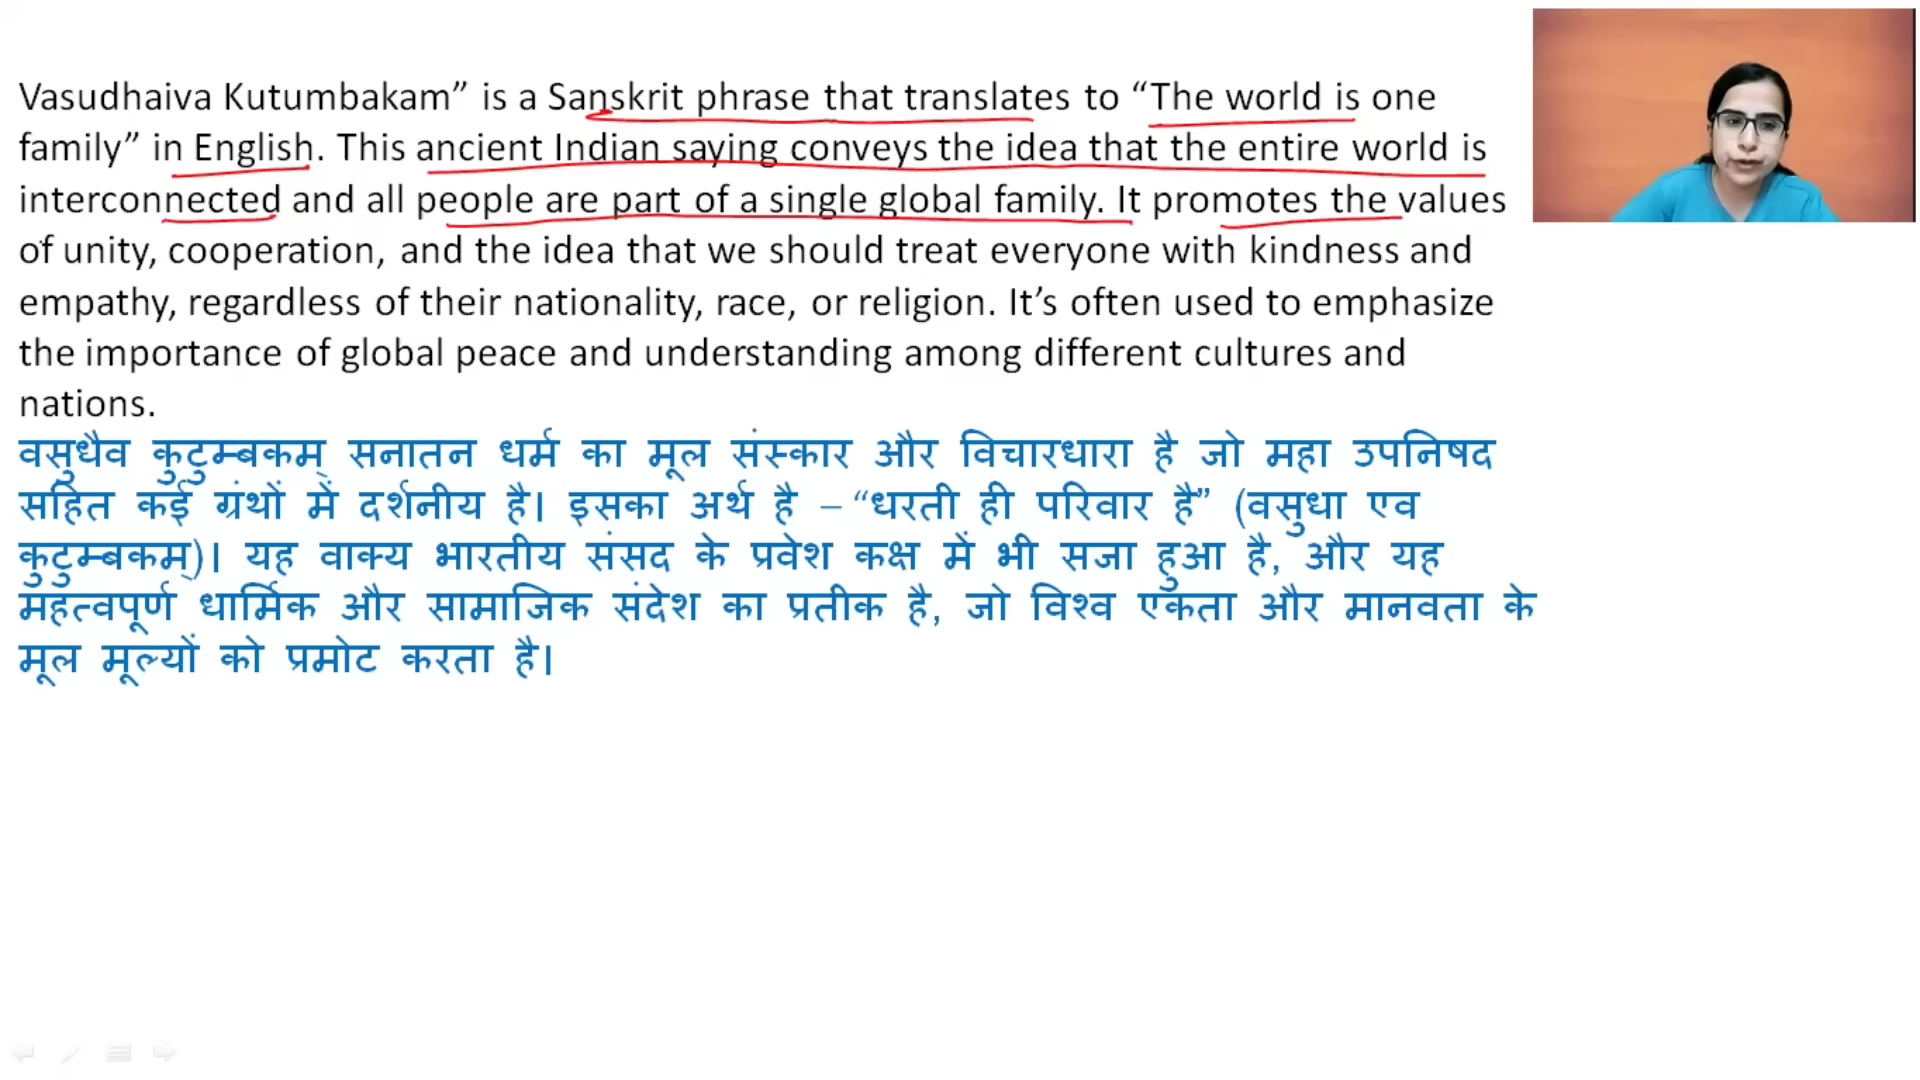 Vasudhaiva Kutumbakam” is a Sanskrit phrase that translates to “The world is one
family” in English. This ancient Indian saying conveys the idea that the entire world is
interconnected and all people are part of a single global family. It promotes the values
of unity, cooperation, and the idea that we should treat everyone with kindness and
empathy, regardless of their nationality, race, or religion. It’s often used to emphasize
the importance of global peace and understanding among different cultures and
nations.
वसुधैव कुटुम्बकम् सनातन धर्म का मूल संस्कार और विचारधारा है जो महा उपनिषद
सहित कई ग्रंथों में दर्शनीय है। इसका अर्थ है – “धरती ही परिवार है” (वसुधा एव
कुटुम्बकम्)। यह वाक्य भारतीय संसद के प्रवेश कक्ष में भी सजा हुआ है, और यह
महत्वपूर्ण धार्मिक और सामाजिक संदेश का प्रतीक है, जो विश्व एकता और मानवता के
मूल मूल्यों को प्रमोट करता है।